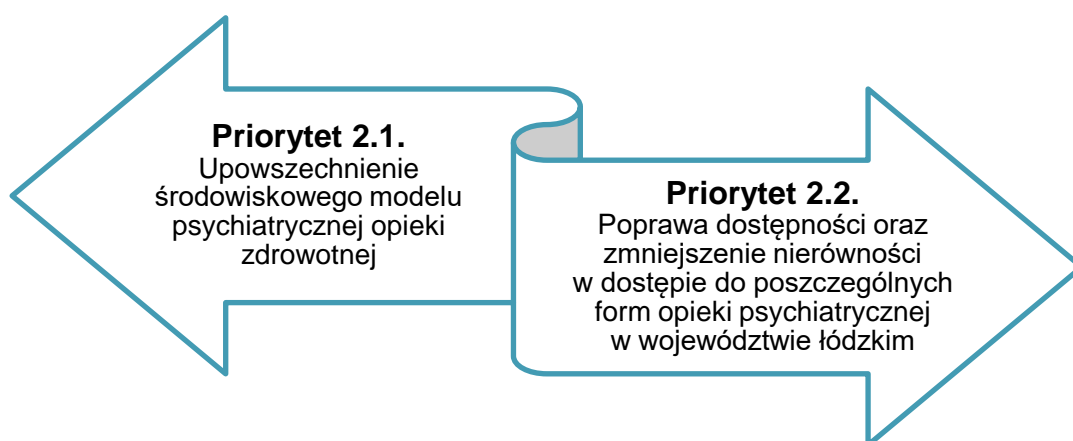 Priorytet 2.1.
Upowszechnienie
środowiskowego modelu
psychiatrycznej opieki
zdrowotnej
Priorytet 2.2.
Poprawa dostępności oraz
zmniejszenie nierówności
w dostępie do poszczególnych
form opieki psychiatrycznej
w województwie łódzkim